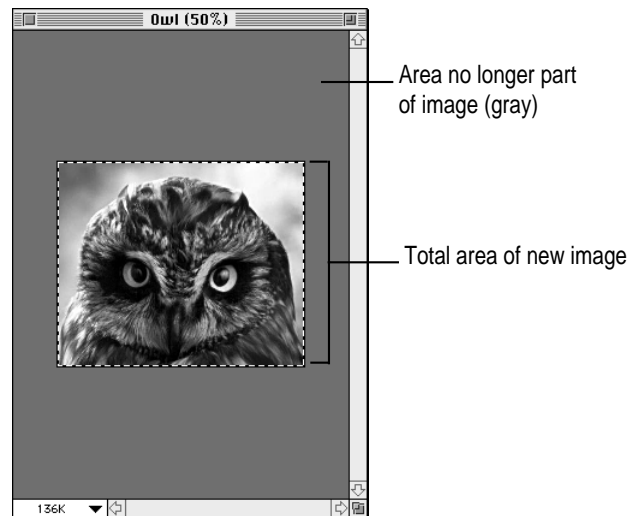 Owl (50%)
Area no longer part
of image (gray)
Total area of new image
136K